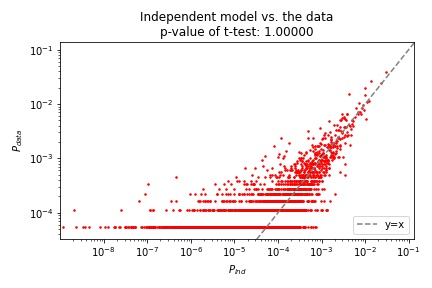 Independent model vs. the data
p-value of t-test: 1.00000
10⁻¹
10⁻²
10⁻³
10⁻⁴
P_data
y=x
10⁻⁸ 10⁻⁷ 10⁻⁶ 10⁻⁵ 10⁻⁴ 10⁻³ 10⁻² 10⁻¹
P_ind